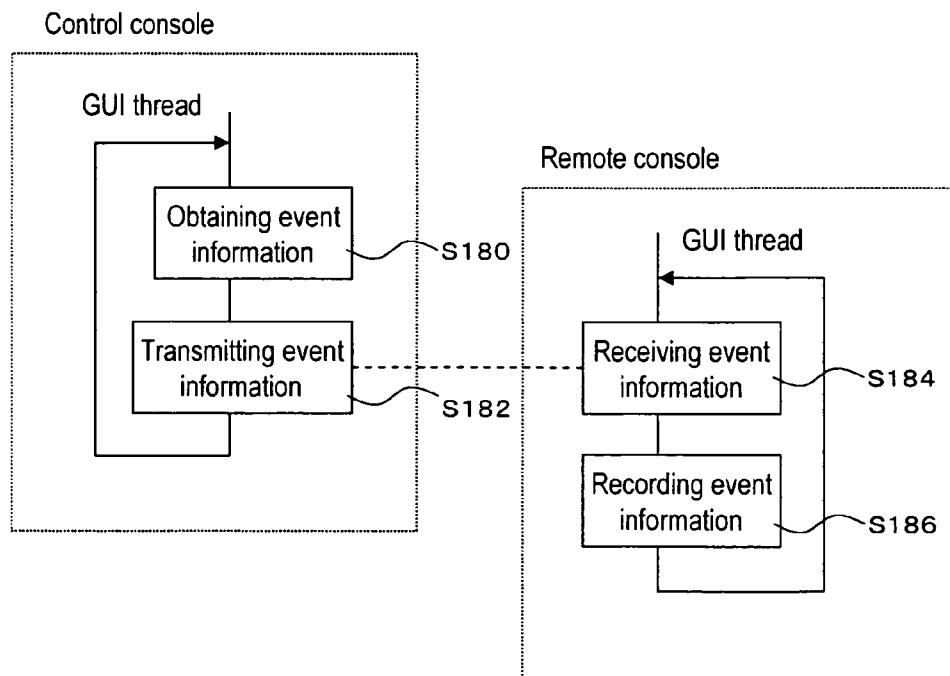 Control console
GUI thread
Obtaining event
information
S180
Transmitting event
information
S182
Remote console
GUI thread
Receiving event
information
S184
Recording event
information
S186